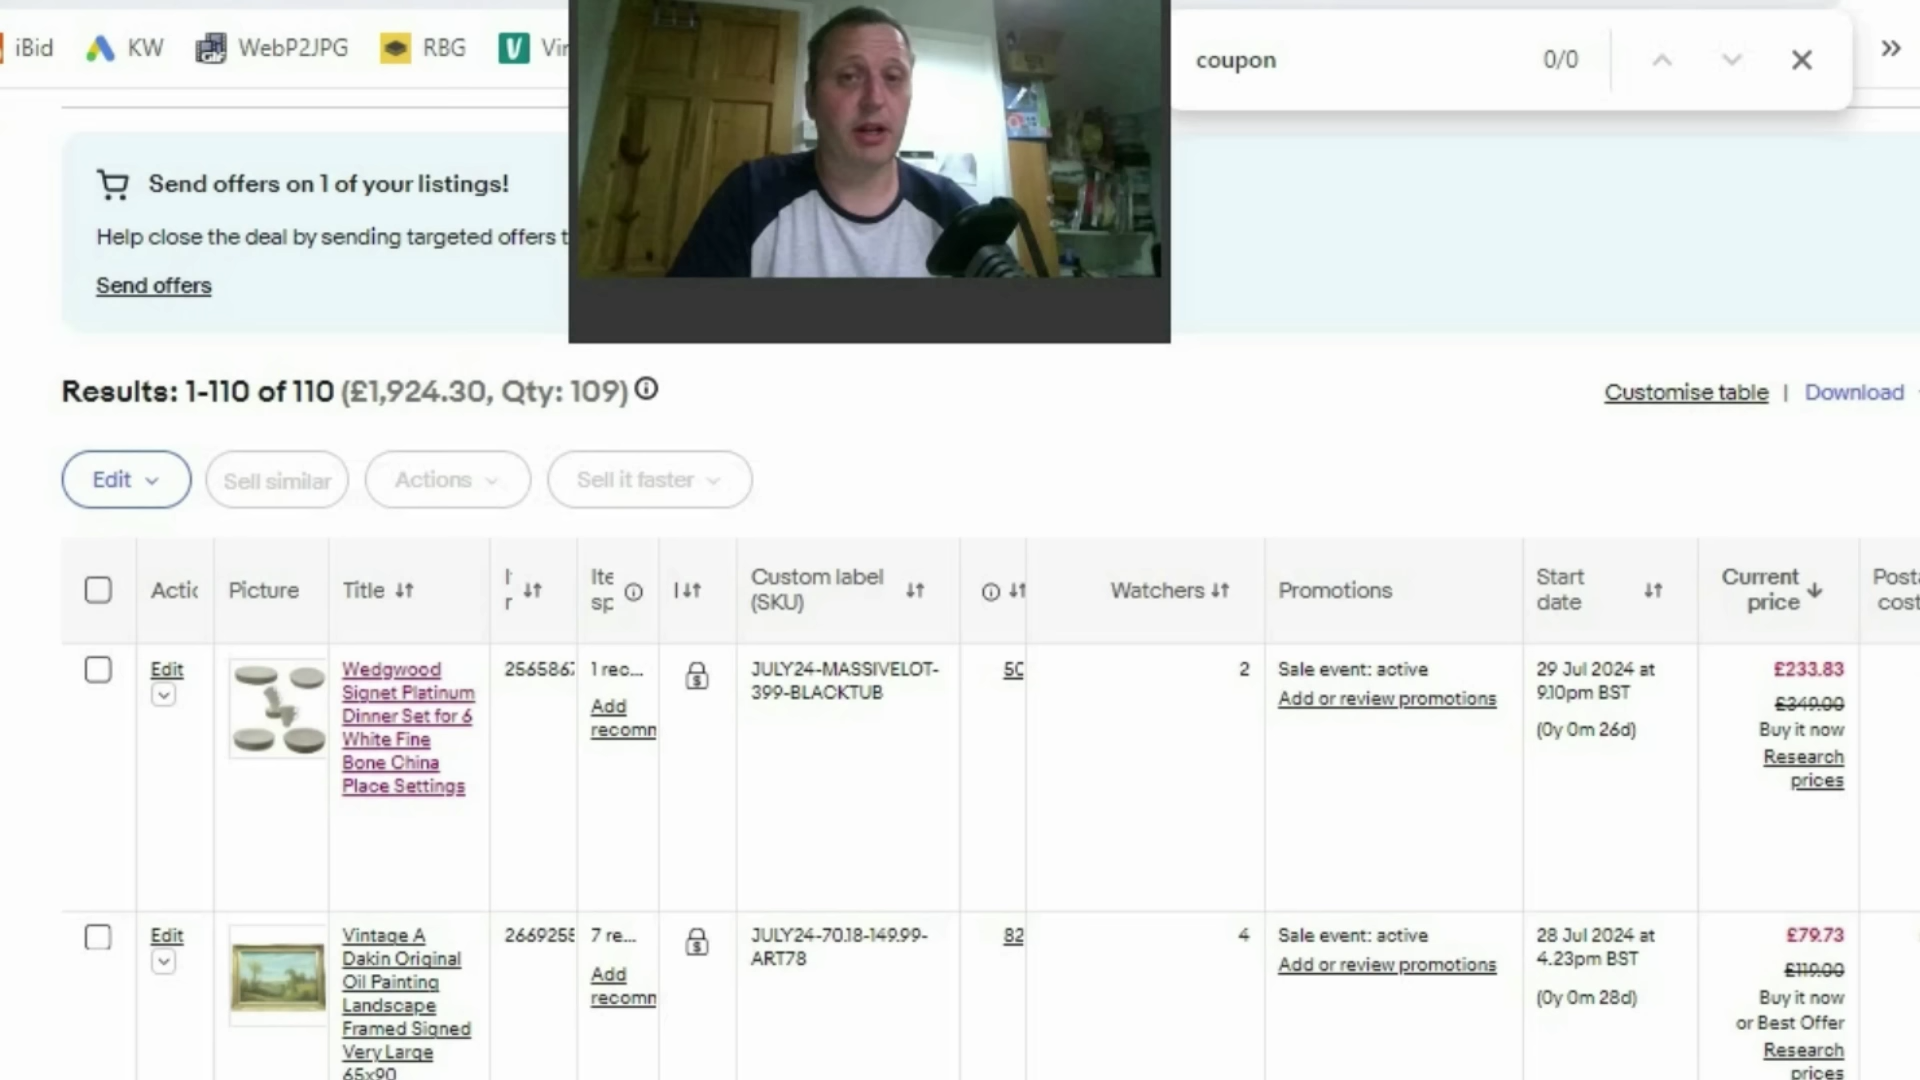 iBid KW WebP2JPG RBG
coupon 0/0
Send offers on 1 of your listings!
Help close the deal by sending targeted offers
Send offers
Results: 1-110 of 110 (£1,924.30, Qty: 109)
Customise table | Download
Edit Sell similar Actions Sell it faster
Picture Title Custom label (SKU) Watchers Promotions Start date Current price
Edit
Wedgwood
Signet Platinum
Dinner Set for 6
White Fine
Bone China
Place Settings
1 rec...
Add
JULY24-MASSIVELOT-
399-BLACKTUB
2
Sale event: active
Add or review promotions
29 Jul 2024 at
9.10pm BST
(0y 0m 26d)
£233.83
£349.00
Buy it now
Research
prices
Edit
Vintage A
Dakin Original
Oil Painting
Landscape
Framed Signed
Very Large
65x90
7 re...
Add
JULY24-70.18-149.99-
ART78
82
4
Sale event: active
Add or review promotions
28 Jul 2024 at
4.23pm BST
(0y 0m 28d)
£79.73
£119.00
Buy it now
or Best Offer
Research
prices